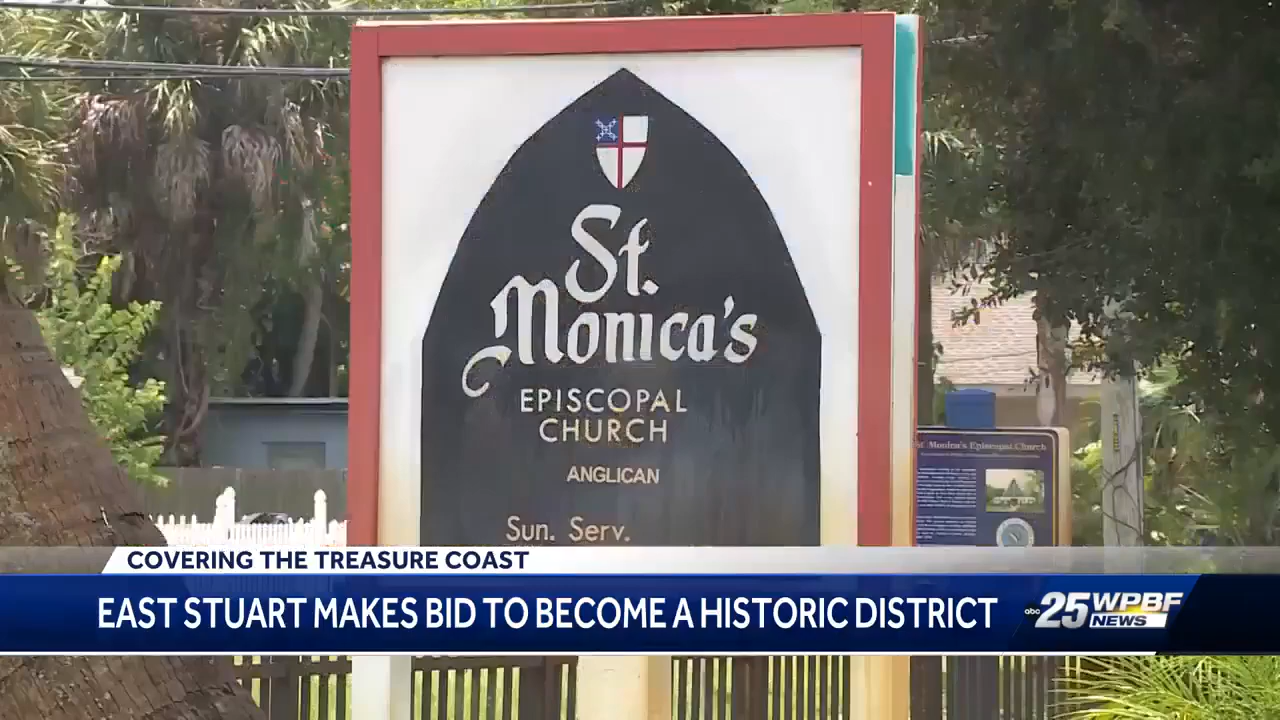 St.
Monica's
EPISCOPAL
CHURCH
ANGLICAN
Sun. Serv.
St Monica's Episcopal Church
COVERING THE TREASURE COAST
EAST STUART MAKES BID TO BECOME A HISTORIC DISTRICT
abc 25 WPBF
NEWS